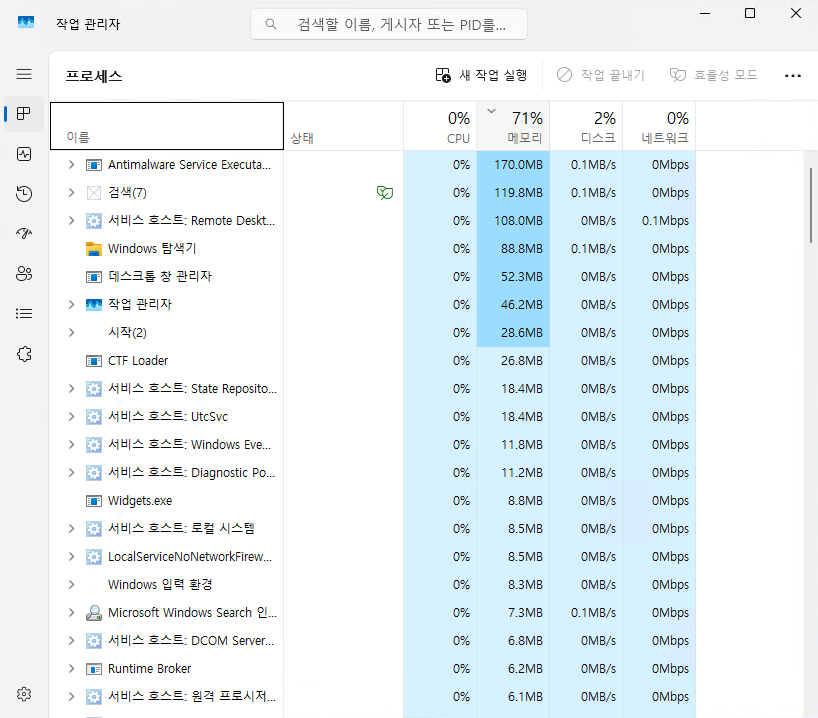 작업 관리자
검색할 이름, 게시자 또는 PID를...
프로세스
새 작업 실행
작업 끝내기
효율성 모드
0% 71% 2% 0%
이름 상태 CPU 메모리 디스크 네트워크
Antimalware Service Executa... 0% 170.0MB 0.1MB/s 0Mbps
검색(7) 0% 119.8MB 0.1MB/s 0Mbps
서비스 호스트: Remote Deskt... 0% 108.0MB 0MB/s 0.1Mbps
Windows 탐색기 0% 88.8MB 0.1MB/s 0Mbps
데스크톱 창 관리자 0% 52.3MB 0MB/s 0Mbps
작업 관리자 0% 46.2MB 0MB/s 0Mbps
시작(2) 0% 28.6MB 0MB/s 0Mbps
CTF Loader 0% 26.8MB 0MB/s 0Mbps
서비스 호스트: State Reposito... 0% 18.4MB 0MB/s 0Mbps
서비스 호스트: UtcSvc 0% 18.4MB 0MB/s 0Mbps
서비스 호스트: Windows Eve... 0% 11.8MB 0MB/s 0Mbps
서비스 호스트: Diagnostic Po... 0% 11.2MB 0MB/s 0Mbps
Widgets.exe 0% 8.8MB 0MB/s 0Mbps
서비스 호스트: 로컬 시스템 0% 8.5MB 0MB/s 0Mbps
LocalServiceNoNetworkFirew... 0% 8.5MB 0MB/s 0Mbps
Windows 입력 환경 0% 8.3MB 0MB/s 0Mbps
Microsoft Windows Search 인... 0% 7.3MB 0.1MB/s 0Mbps
서비스 호스트: DCOM Server... 0% 6.8MB 0MB/s 0Mbps
Runtime Broker 0% 6.2MB 0MB/s 0Mbps
서비스 호스트: 원격 프로시저... 0% 6.1MB 0MB/s 0Mbps